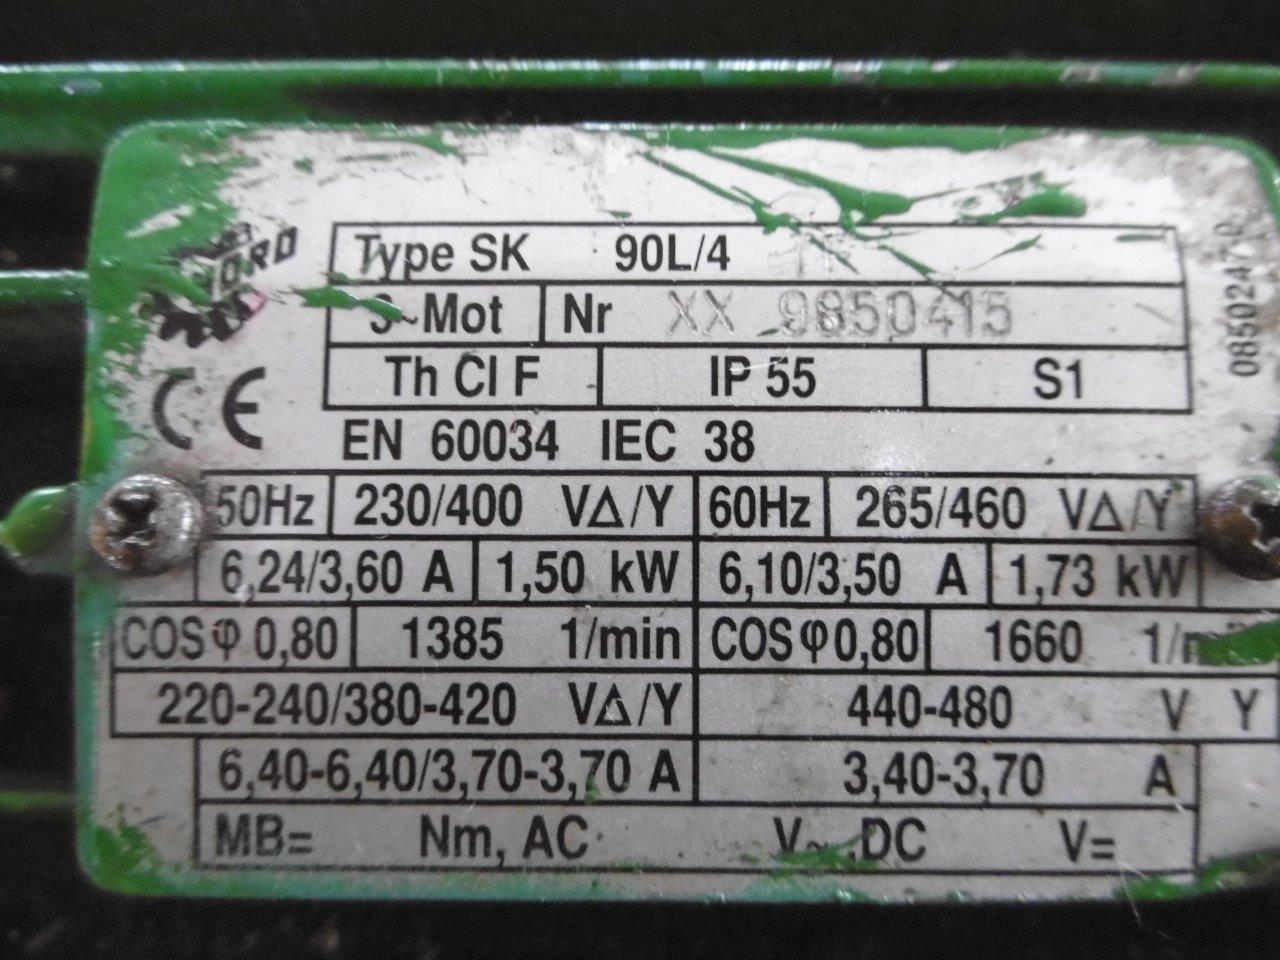 NORD
Type SK 90L/4
3~Mot Nr XX 9850415
Th Cl F IP 55 S1
CE
EN 60034 IEC 38
50Hz 230/400 VΔ/Y 60Hz 265/460 VΔ/Y
6,24/3,60 A 1,50 kW 6,10/3,50 A 1,73 kW
COSφ 0,80 1385 1/min COSφ 0,80 1660
220-240/380-420 VΔ/Y 440-480 V Y
6,40-6,40/3,70-3,70 A 3,40-3,70 A
MB= Nm, AC V~ ,DC V=